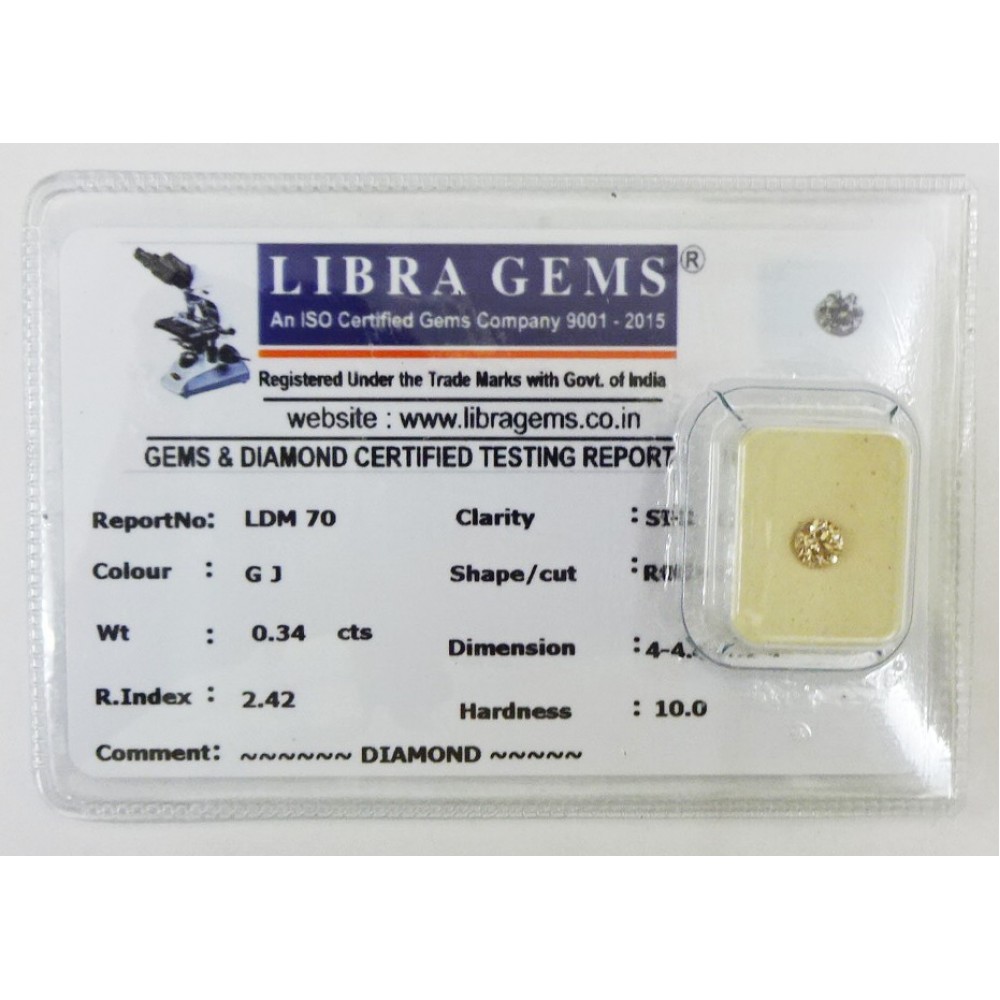 LIBRA GEMS ®
An ISO Certified Gems Company 9001 - 2015
Registered Under the Trade Marks with Govt. of India
website : www.libragems.co.in
GEMS & DIAMOND CERTIFIED TESTING REPORT
ReportNo: LDM 70 Clarity :
Colour : G J Shape/cut :
Wt : 0.34 cts Dimension :
R.Index : 2.42 Hardness : 10.0
Comment: ~~~~~~ DIAMOND ~~~~~